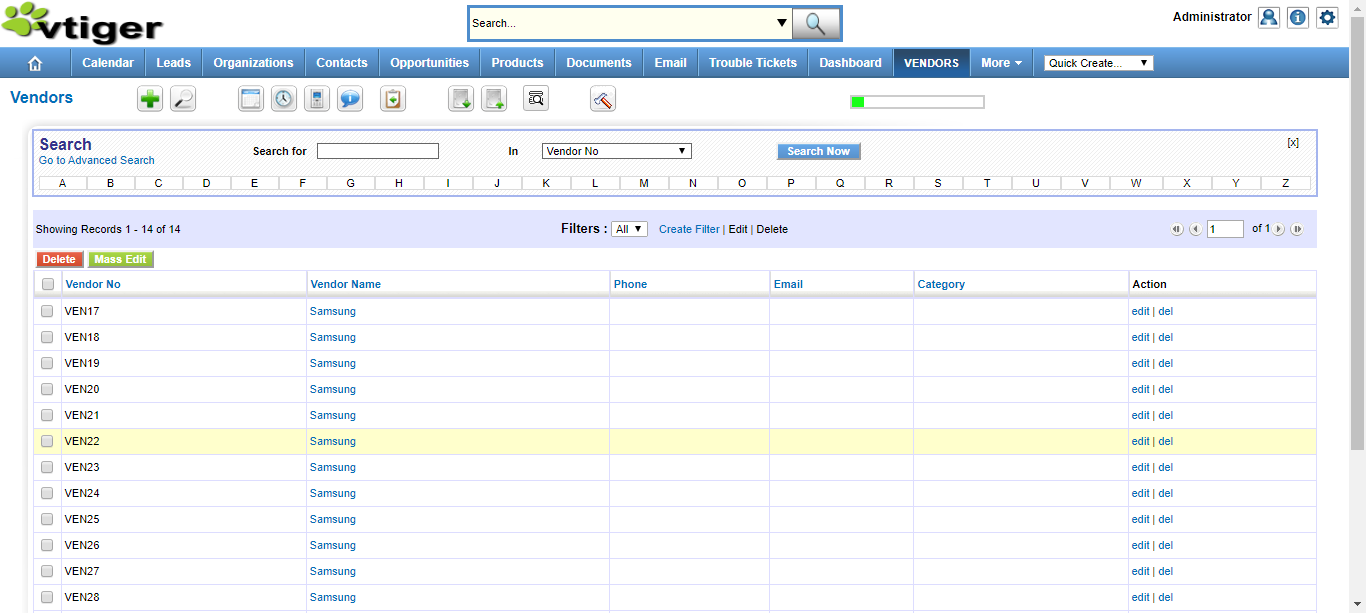 vtiger
Search...
Administrator
Calendar Leads Organizations Contacts Opportunities Products Documents Email Trouble Tickets Dashboard VENDORS More Quick Create...
Vendors
Search
Go to Advanced Search
Search for In Vendor No Search Now [x]
A B C D E F G H I J K L M N O P Q R S T U V W X Y Z
Showing Records 1 - 14 of 14 Filters : All Create Filter | Edit | Delete 1 of 1
Delete Mass Edit
Vendor No Vendor Name Phone Email Category Action
VEN17 Samsung edit | del
VEN18 Samsung edit | del
VEN19 Samsung edit | del
VEN20 Samsung edit | del
VEN21 Samsung edit | del
VEN22 Samsung edit | del
VEN23 Samsung edit | del
VEN24 Samsung edit | del
VEN25 Samsung edit | del
VEN26 Samsung edit | del
VEN27 Samsung edit | del
VEN28 Samsung edit | del